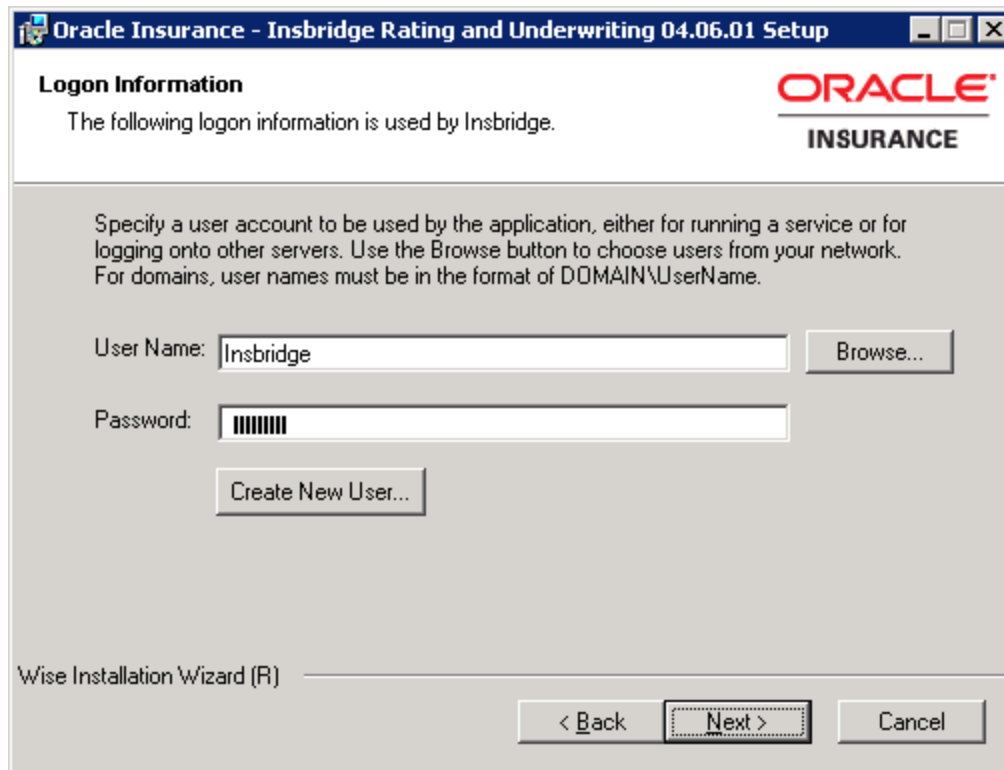 Oracle Insurance - Insbridge Rating and Underwriting 04.06.01 Setup
Logon Information
The following logon information is used by Insbridge.
ORACLE
INSURANCE
Specify a user account to be used by the application, either for running a service or for
logging onto other servers. Use the Browse button to choose users from your network.
For domains, user names must be in the format of DOMAIN\UserName.
User Name: Insbridge Browse...
Password:
Create New User...
Wise Installation Wizard (R)
< Back Next > Cancel